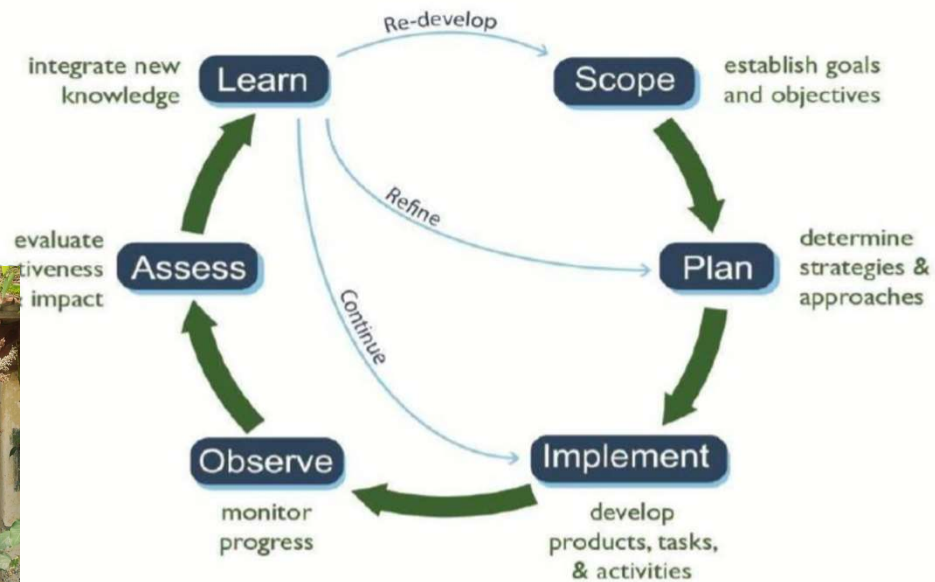 Re-develop
Learn
integrate new
knowledge
Scope
establish goals
and objectives
Refine
Continue
Assess
evaluate
impact
Plan
determine
strategies &
approaches
Observe
monitor
progress
Implement
develop
products, tasks,
& activities